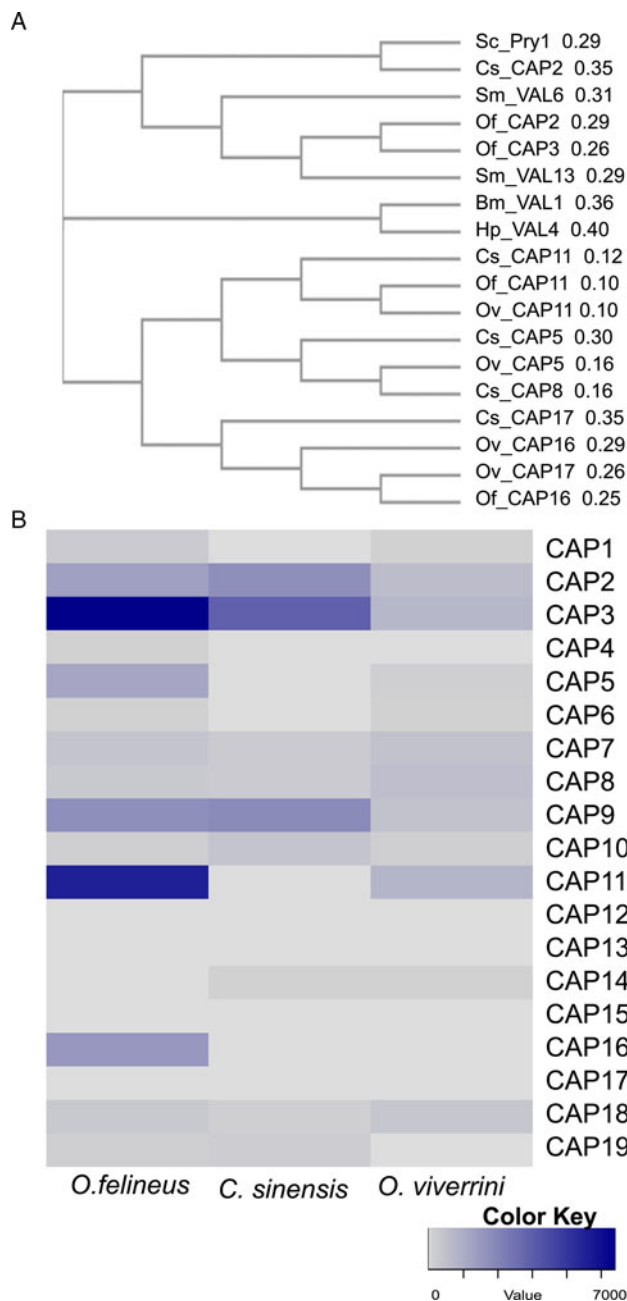 A
Sc_Pry1 0.29
Cs_CAP2 0.35
Sm_VAL6 0.31
Of_CAP2 0.29
Of_CAP3 0.26
Sm_VAL13 0.29
Bm_VAL1 0.36
Hp_VAL4 0.40
Cs_CAP11 0.12
Of_CAP11 0.10
Ov_CAP11 0.10
Cs_CAP5 0.30
Ov_CAP5 0.16
Cs_CAP8 0.16
Cs_CAP17 0.35
Ov_CAP16 0.29
Ov_CAP17 0.26
Of_CAP16 0.25
B
CAP1
CAP2
CAP3
CAP4
CAP5
CAP6
CAP7
CAP8
CAP9
CAP10
CAP11
CAP12
CAP13
CAP14
CAP15
CAP16
CAP17
CAP18
CAP19
O.felineus C. sinensis O. viverrini
Color Key
0 Value 7000